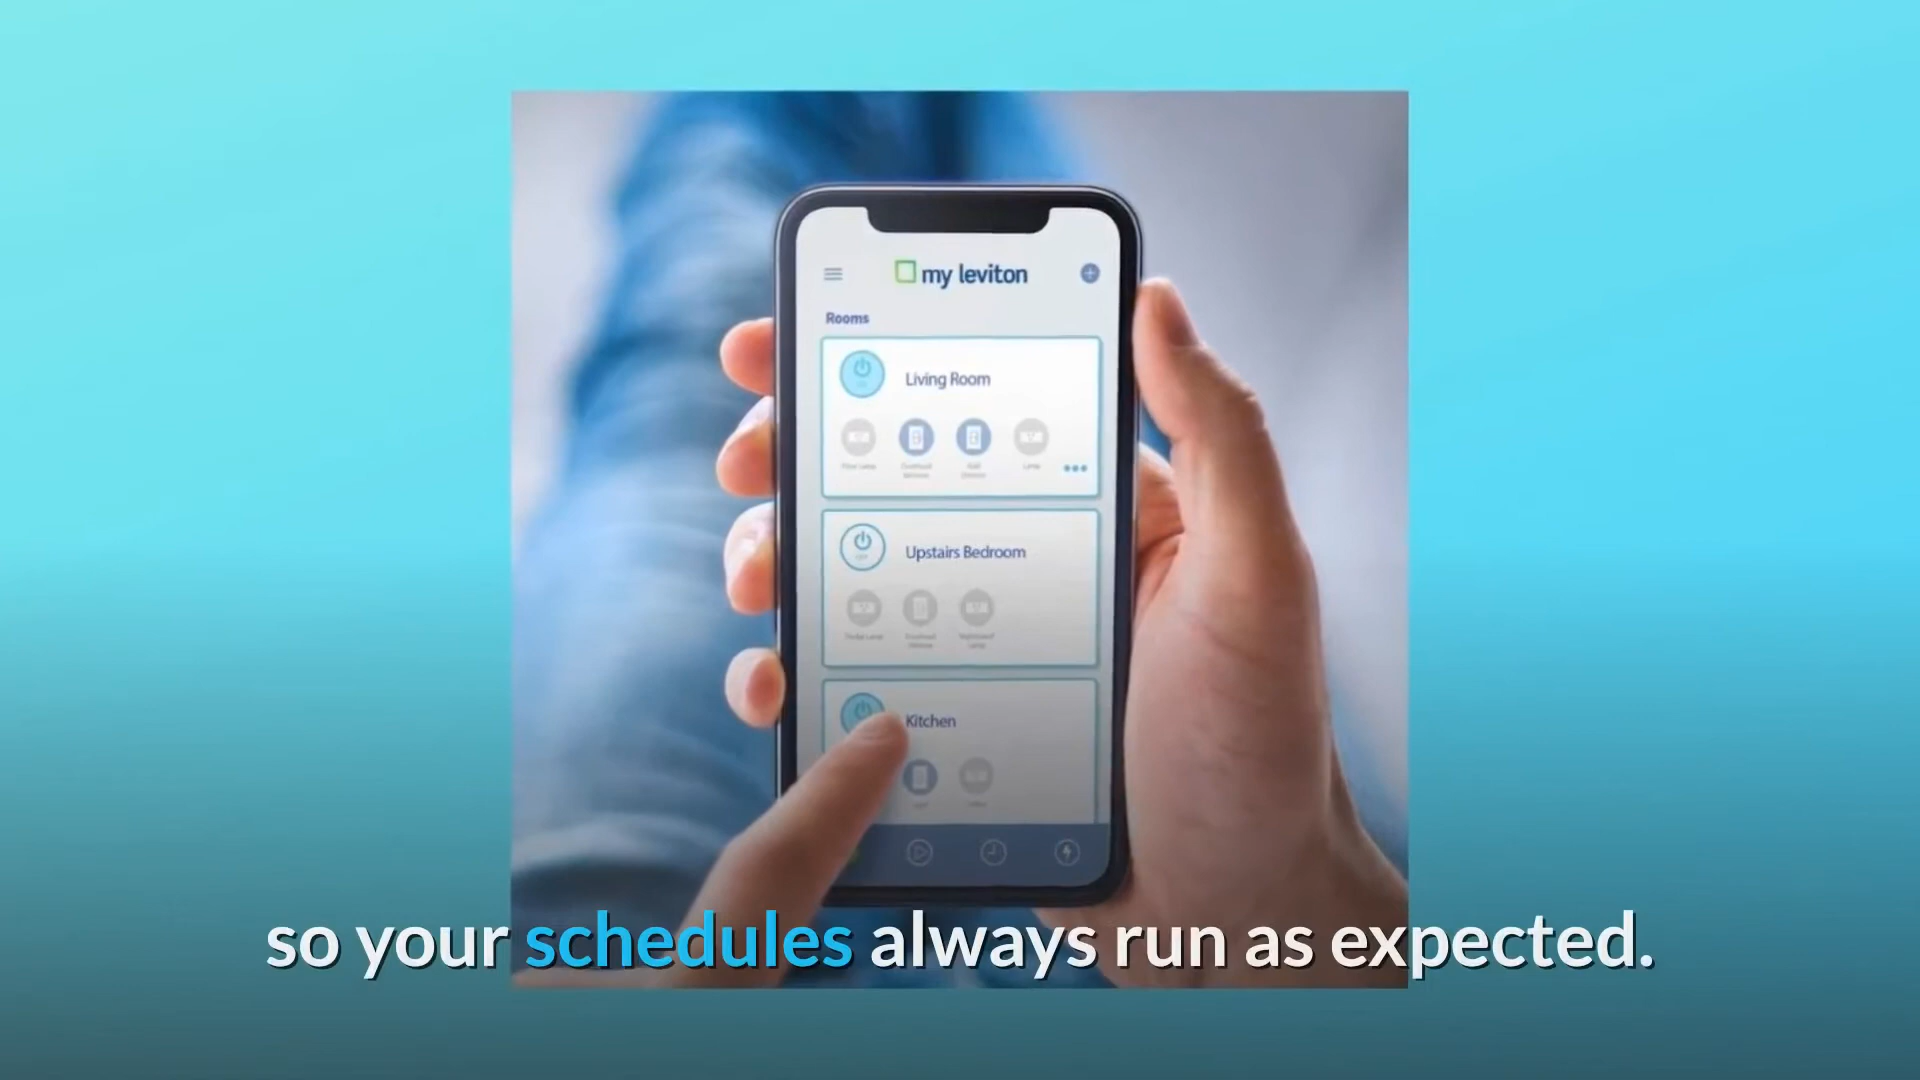 my leviton
Rooms
Living Room
Upstairs Bedroom
Kitchen
so your schedules always run as expected.